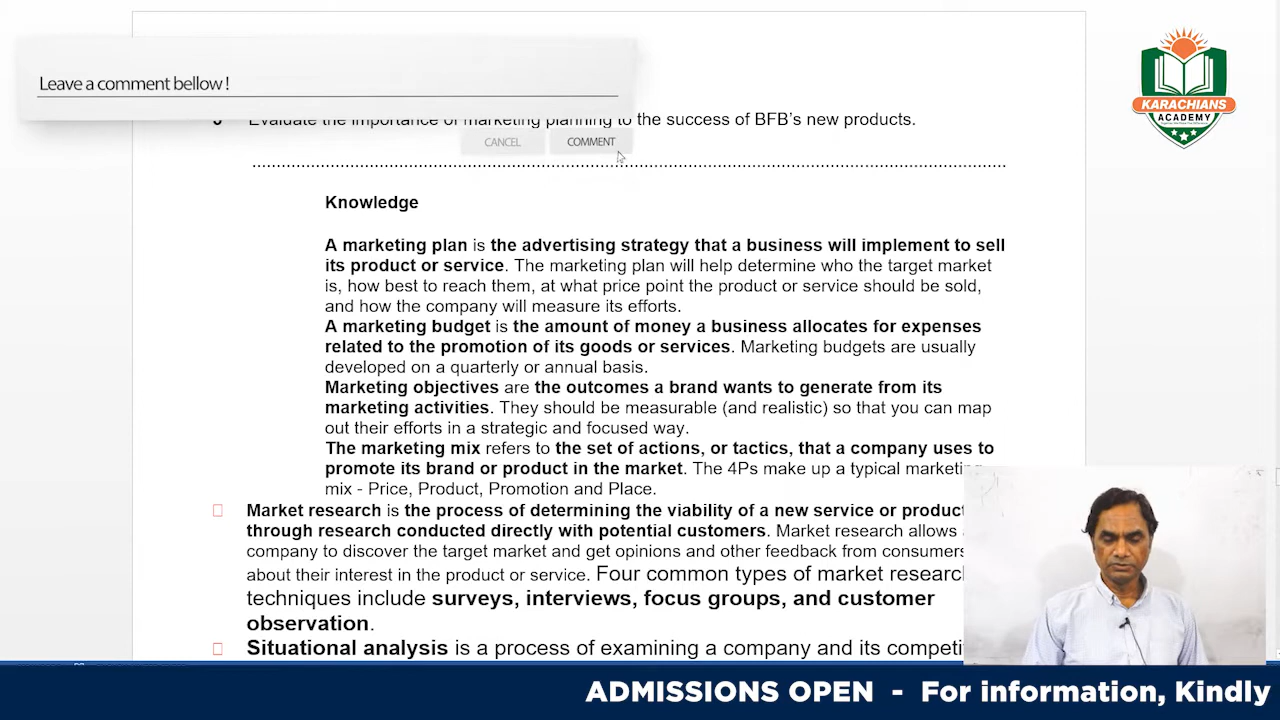 Leave a comment bellow !
Evaluate the importance of marketing planning to the success of BFB's new products.
CANCEL
COMMENT
KARACHIANS
ACADEMY
Knowledge
A marketing plan is the advertising strategy that a business will implement to sell
its product or service. The marketing plan will help determine who the target market
is, how best to reach them, at what price point the product or service should be sold,
and how the company will measure its efforts.
A marketing budget is the amount of money a business allocates for expenses
related to the promotion of its goods or services. Marketing budgets are usually
developed on a quarterly or annual basis.
Marketing objectives are the outcomes a brand wants to generate from its
marketing activities. They should be measurable (and realistic) so that you can map
out their efforts in a strategic and focused way.
The marketing mix refers to the set of actions, or tactics, that a company uses to
promote its brand or product in the market. The 4Ps make up a typical marketing
mix - Price, Product, Promotion and Place.
Market research is the process of determining the viability of a new service or product
through research conducted directly with potential customers. Market research allows
company to discover the target market and get opinions and other feedback from consumers
about their interest in the product or service. Four common types of market research
techniques include surveys, interviews, focus groups, and customer
observation.
Situational analysis is a process of examining a company and its
ADMISSIONS OPEN - For information, Kindly